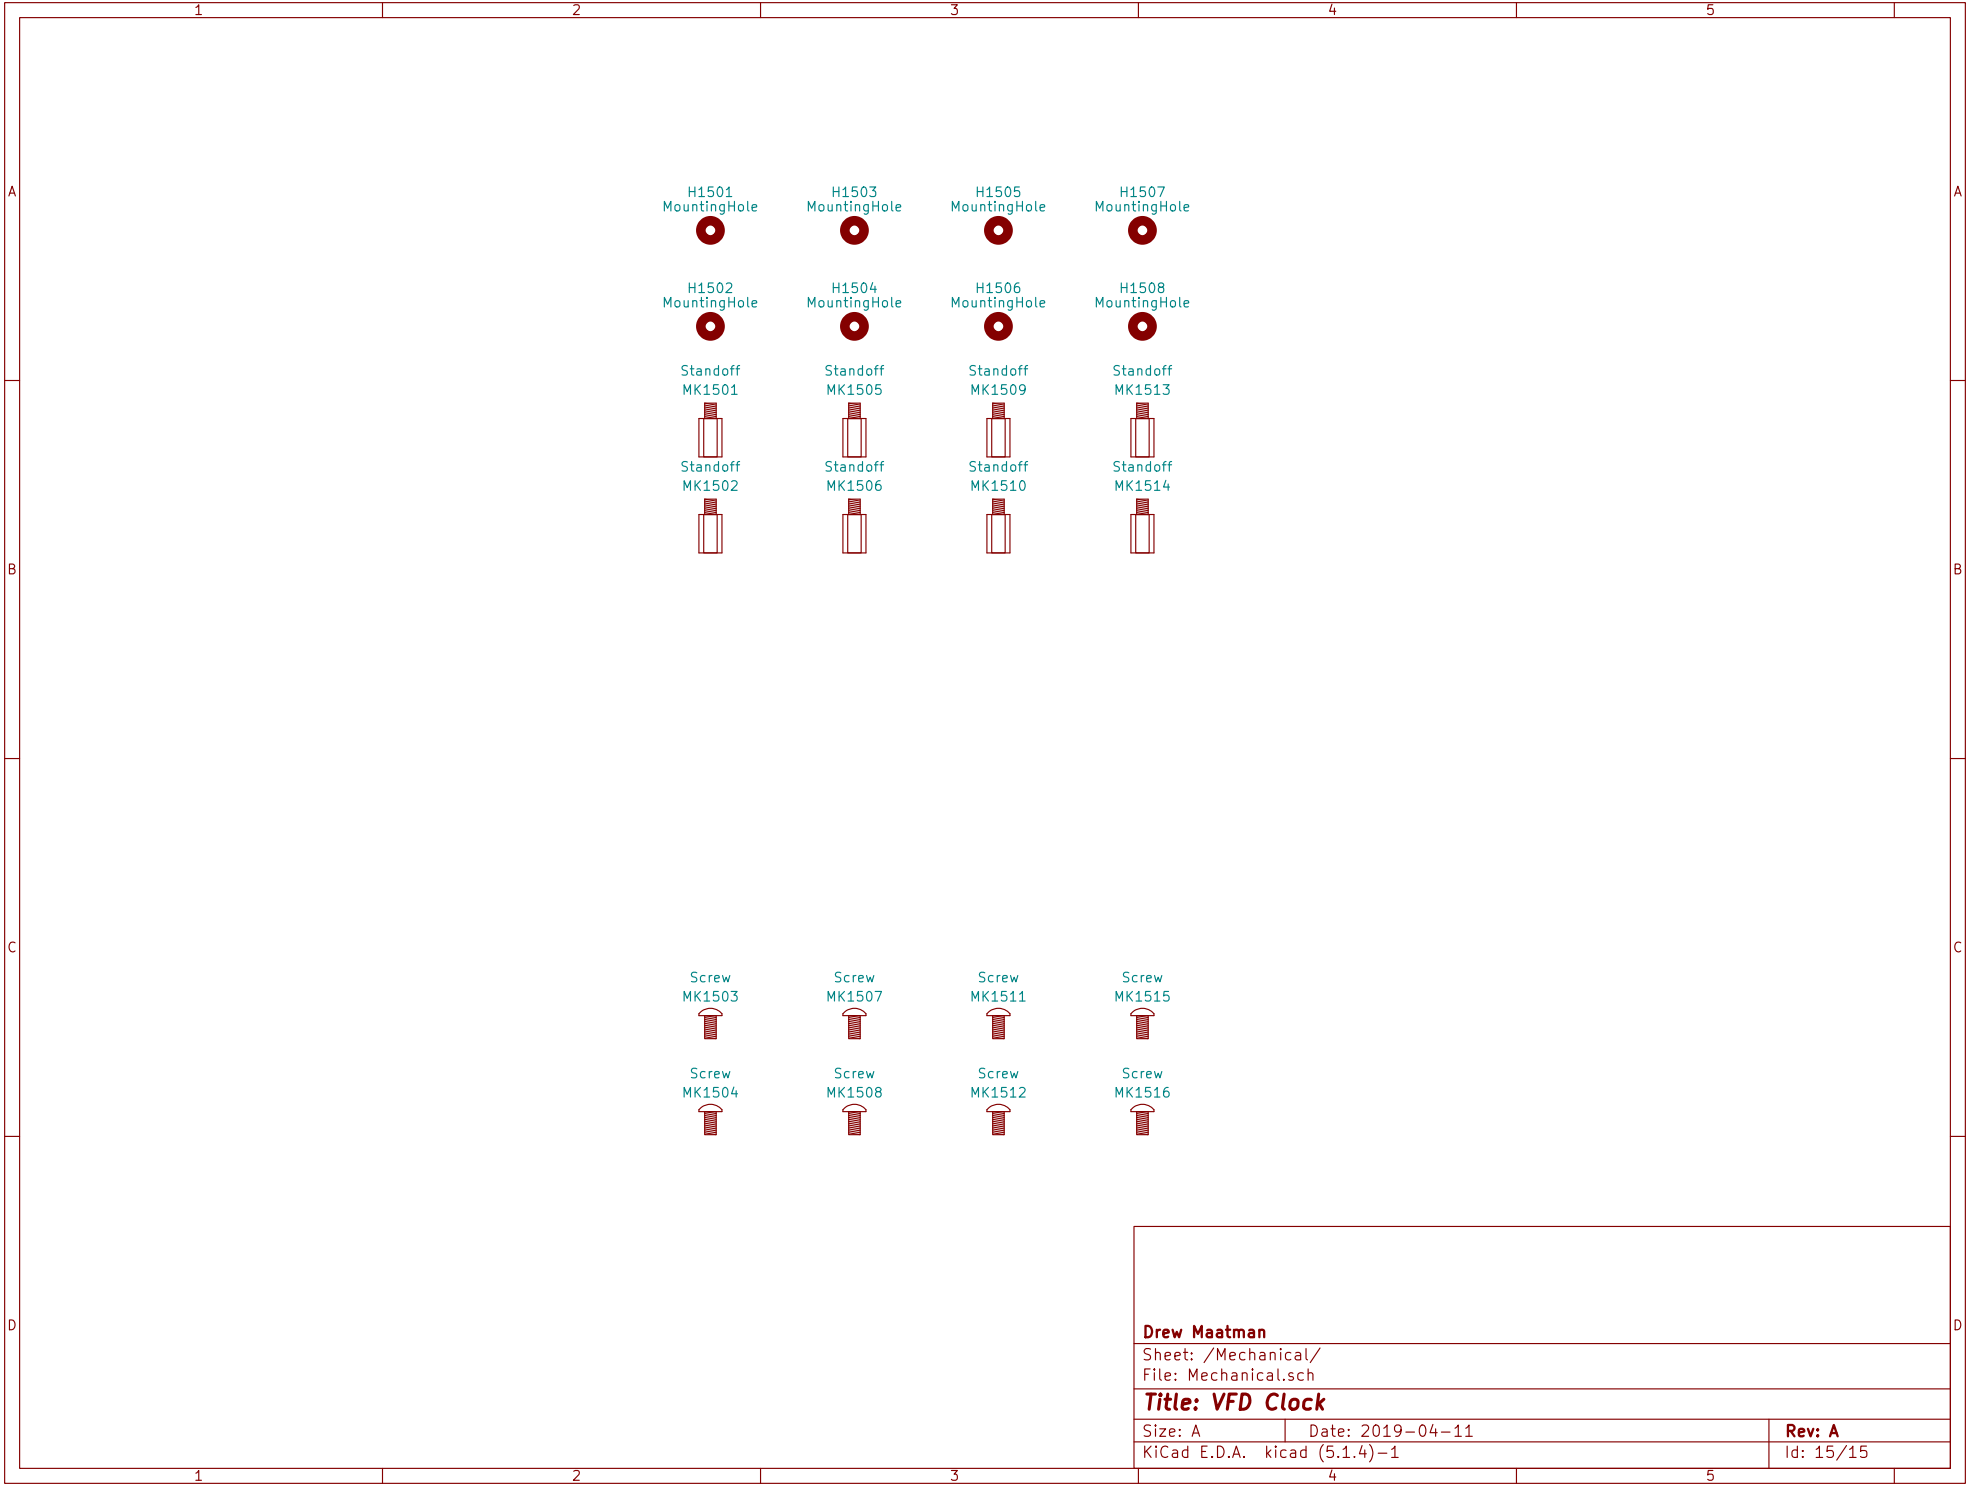 1 2 3 4 5
A A
H1501 H1503 H1505 H1507
MountingHole MountingHole MountingHole MountingHole
H1502 H1504 H1506 H1508
MountingHole MountingHole MountingHole MountingHole
Standoff Standoff Standoff Standoff
MK1501 MK1505 MK1509 MK1513
Standoff Standoff Standoff Standoff
MK1502 MK1506 MK1510 MK1514
B B
C C
Screw Screw Screw Screw
MK1503 MK1507 MK1511 MK1515
Screw Screw Screw Screw
MK1504 MK1508 MK1512 MK1516
D D
Drew Maatman
Sheet: /Mechanical/
File: Mechanical.sch
Title: VFD Clock
Size: A Date: 2019-04-11 Rev: A
KiCad E.D.A. kicad (5.1.4)-1 Id: 15/15
1 2 3 4 5